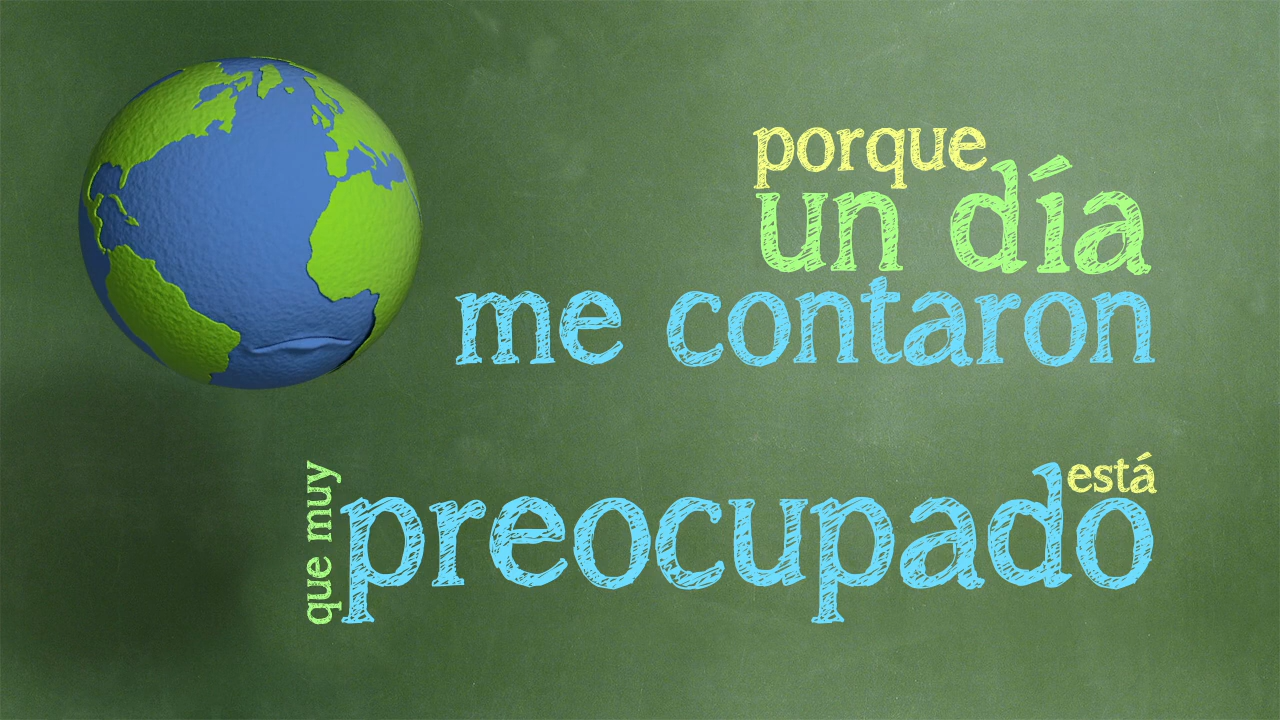 porque
un día
me contaron
que muy
preocupado
está